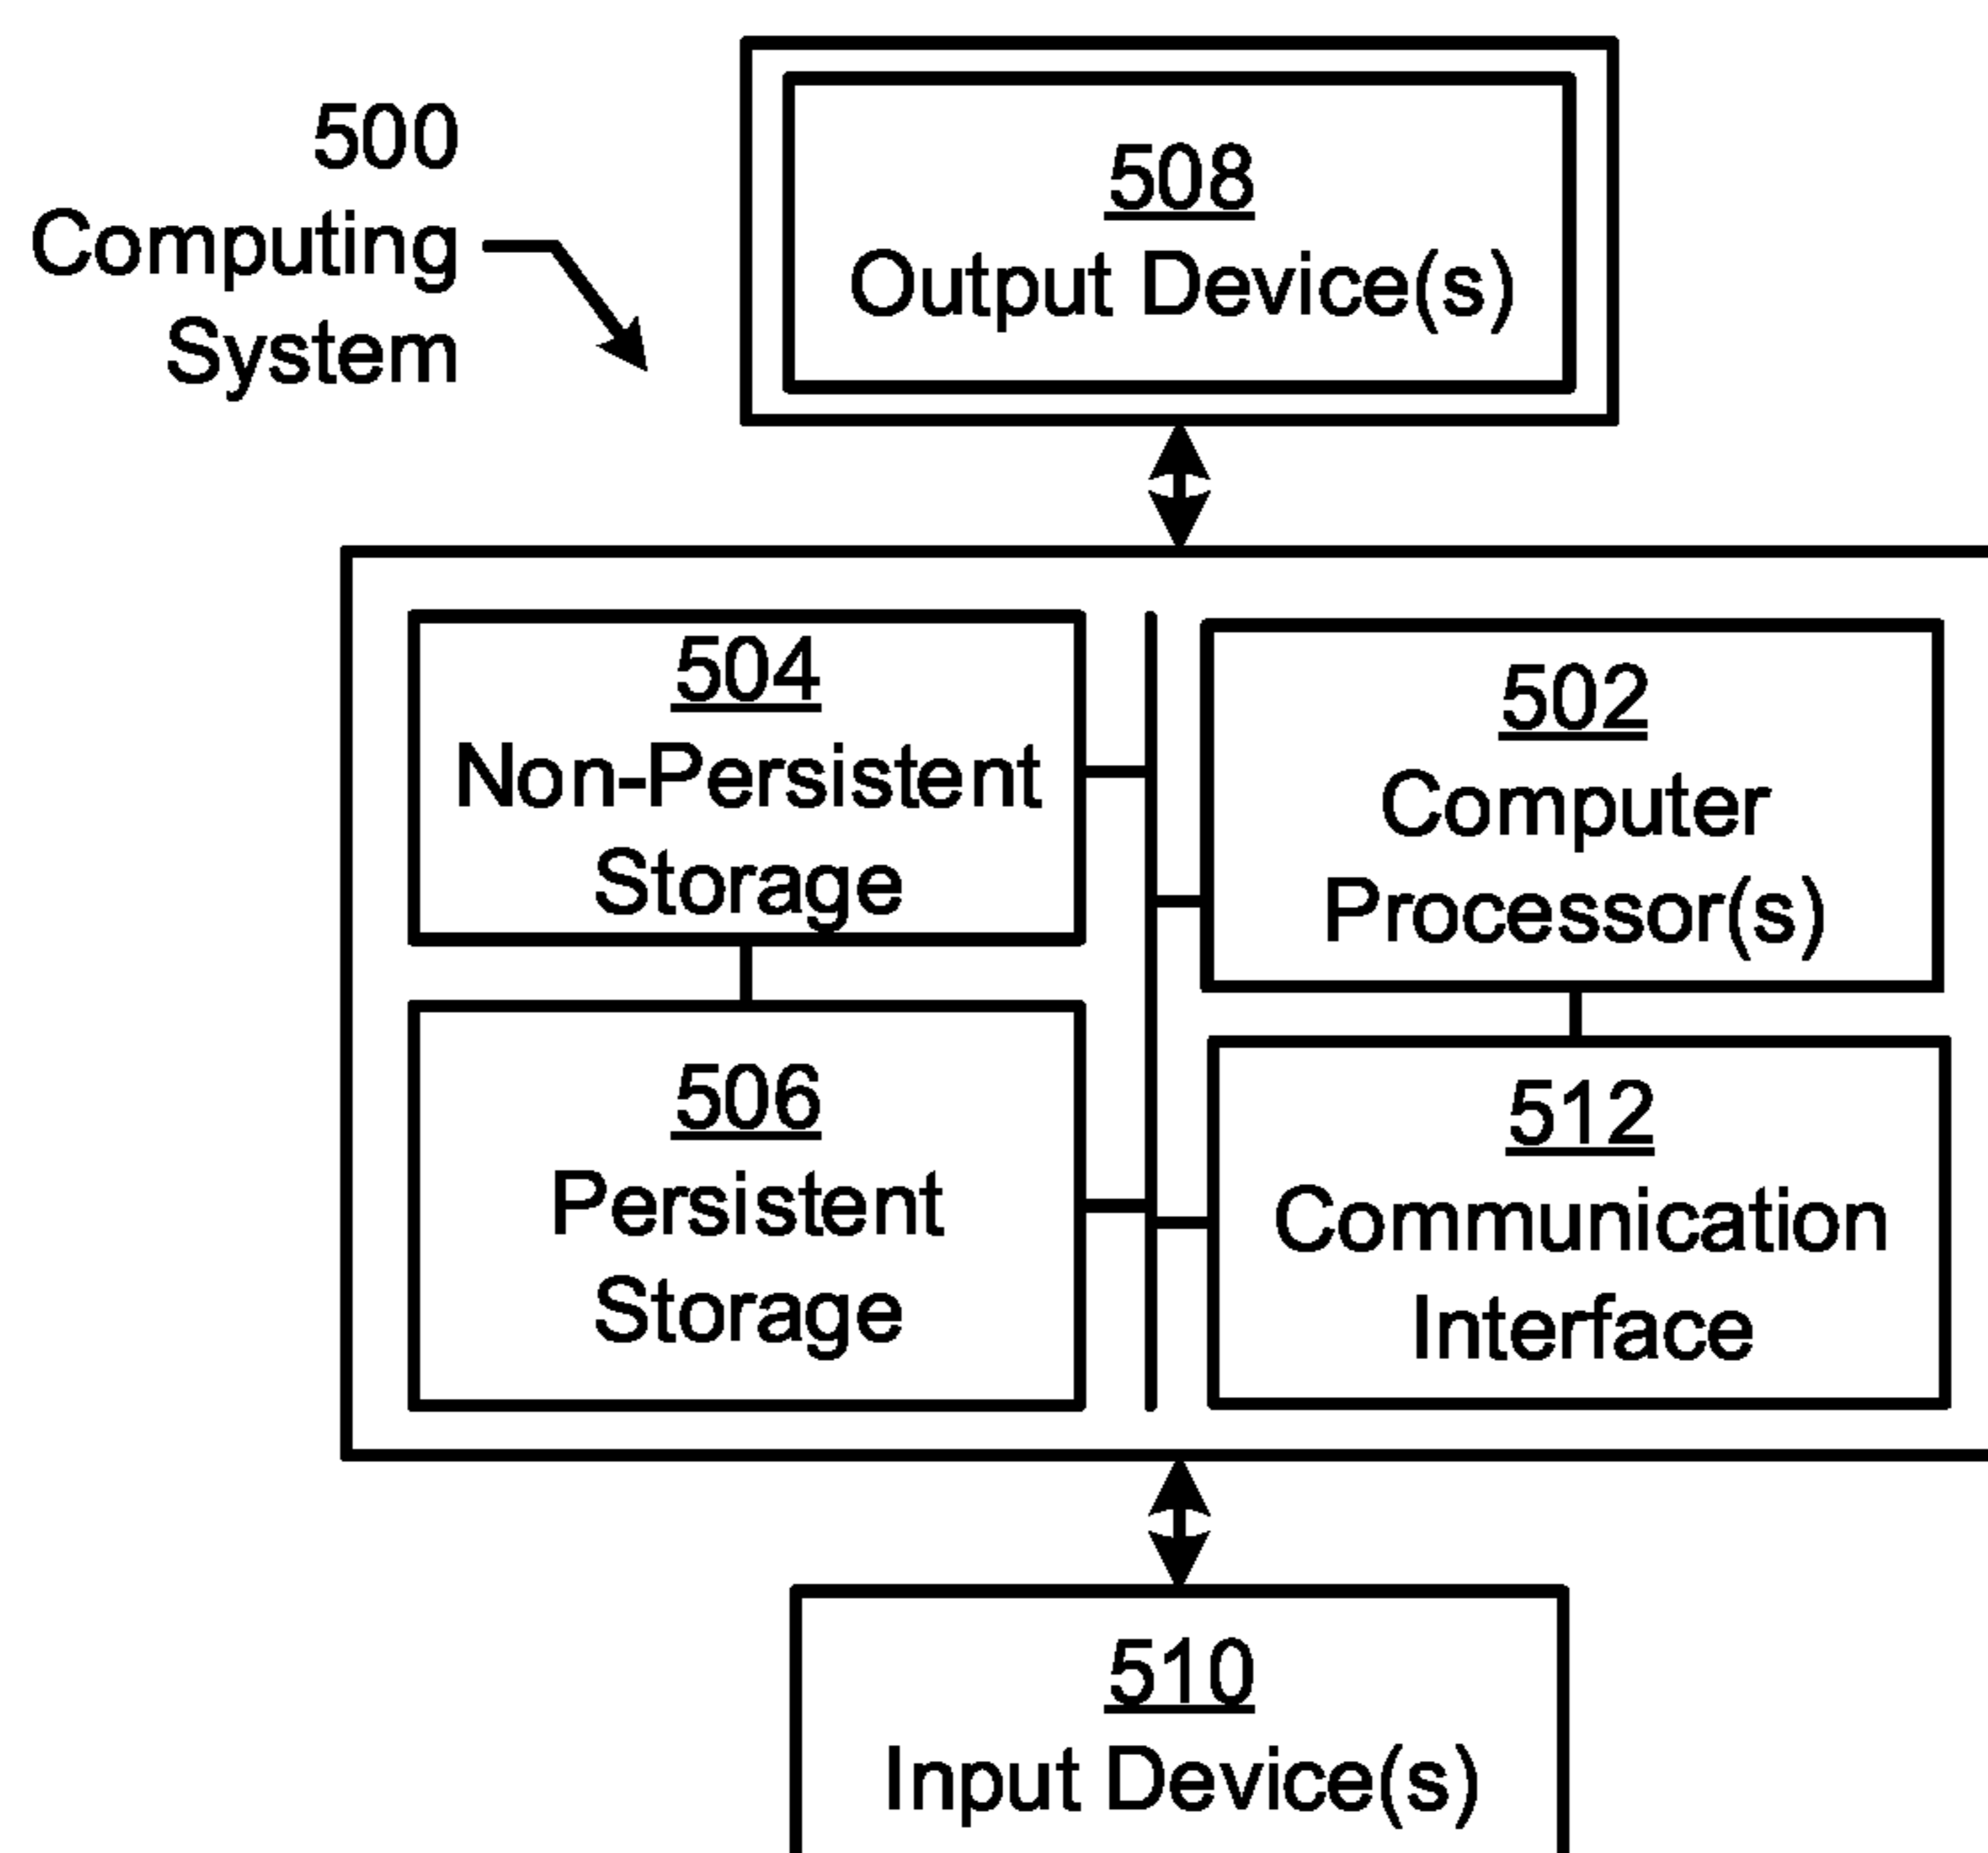 500
Computing
System
508
Output Device(s)
504
Non-Persistent
Storage
502
Computer
Processor(s)
506
Persistent
Storage
512
Communication
Interface
510
Input Device(s)